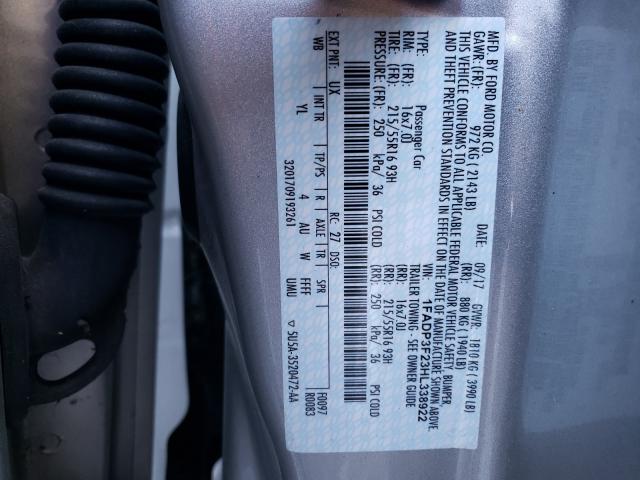 MFD. BY FORD MOTOR CO.
DATE: 09/17 GVWR: 1810 KG ( 3990 LB)
GAWR: (FR) 972 KG ( 2143 LB) (RR): 880 KG ( 1940 LB)
THIS VEHICLE CONFORMS TO ALL APPLICABLE FEDERAL MOTOR VEHICLE SAFETY, BUMPER,
AND THEFT PREVENTION STANDARDS IN EFFECT ON THE DATE OF MANUFACTURE SHOWN ABOVE.
VIN: 1FADP3F23HL338922
TYPE: Passenger Car TRAILER TOWING - SEE OWNER GUIDE
RIM: (FR) 16x7.0J (RR): 16x7.0J
TIRE: (FR) 215/55R16 93H (RR): 215/55R16 93H
PRESSURE: (FR) 250 kPa/ 36 PSI COLD (RR): 250 kPa/ 36 PSI COLD
EXT PNT: UX RC: 27 DSO:
WB INTTR TP/PS R AXLE TR SPR
YL 4 AU W FFFF UMU
F0097
R0083
3201709193261 ▽ 5U5A-3520472-AA